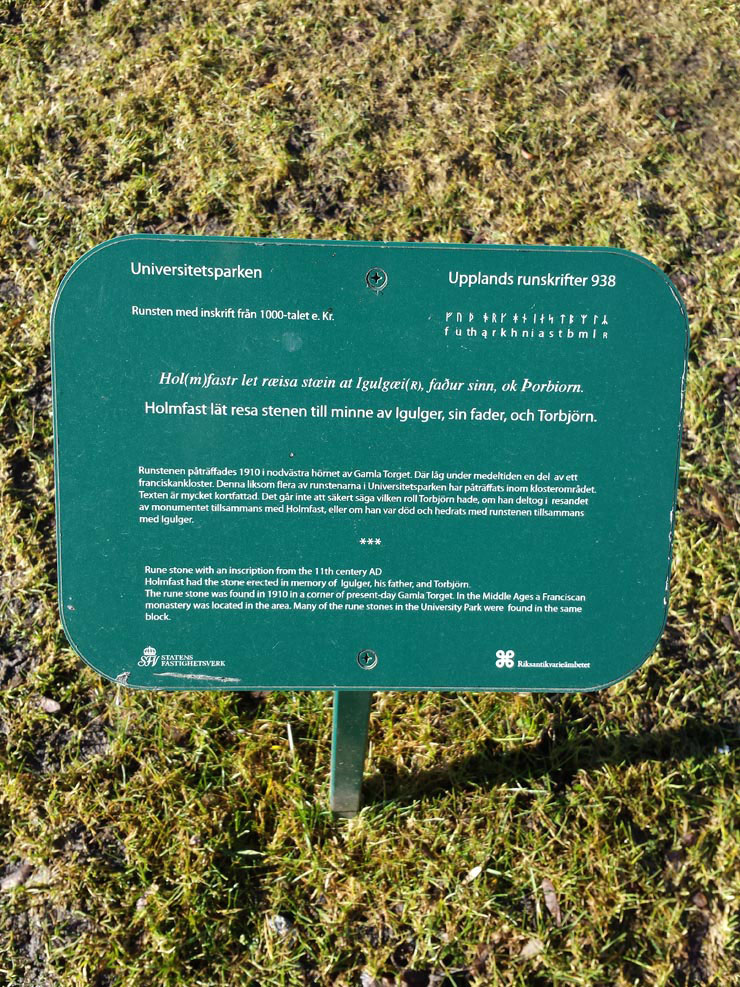 Universitetsparken
Upplands runskrifter 938
Runsten med inskrift från 1000-talet e. Kr.
ᚠ ᚢ ᚦ ᚭ ᚱ ᚴ ᚼ ᚾ ᛁ ᛅ ᛋ ᛏ ᛒ ᛘ ᛚ ᛦ
f u th ą r k h n i a s t b m l ʀ
Hol(m)fastr let ræisa stæin at Igulgæi(ʀ), faður sinn, ok Þorbiorn.
Holmfast lät resa stenen till minne av Igulger, sin fader, och Torbjörn.
Runstenen påträffades 1910 i nodvästra hörnet av Gamla Torget. Där låg under medeltiden en del av ett
franciskankloster. Denna liksom flera av runstenarna i Universitetsparken har påträffats inom klosterområdet.
Texten är mycket kortfattad. Det går inte att säkert säga vilken roll Torbjörn hade, om han deltog i resandet
av monumentet tillsammans med Holmfast, eller om han var död och hedrats med runstenen tillsammans
med Igulger.
***
Rune stone with an inscription from the 11th centery AD
Holmfast had the stone erected in memory of Igulger, his father, and Torbjörn.
The rune stone was found in 1910 in a corner of present-day Gamla Torget. In the Middle Ages a Franciscan
monastery was located in the area. Many of the rune stones in the University Park were found in the same
block.
SFV STATENS
FASTIGHETSVERK
Riksantikvarieämbetet